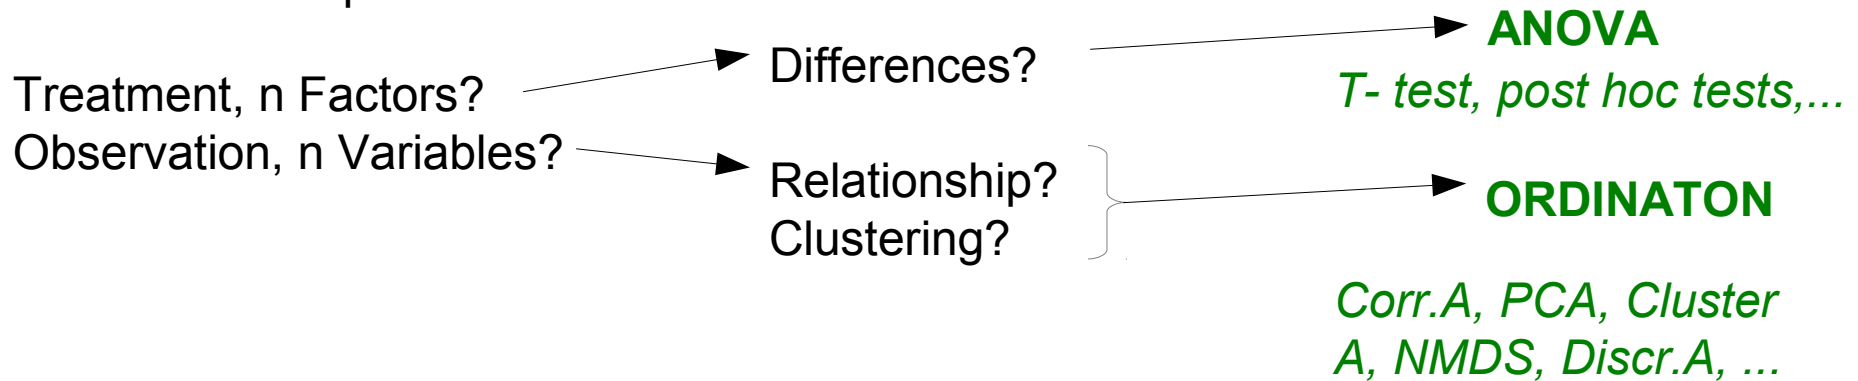 Treatment, n Factors?
Observation, n Variables?
Differences?
Relationship?
Clustering?
ANOVA
T- test, post hoc tests,...
ORDINATON
Corr.A, PCA, Cluster
A, NMDS, Discr.A, ...